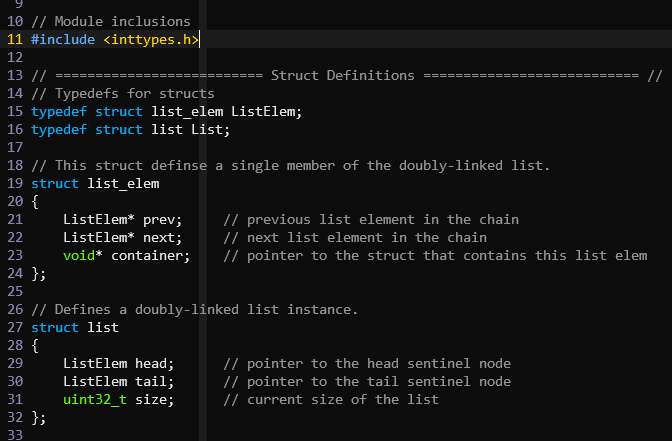 9
10 // Module inclusions
11 #include <inttypes.h>
12
13 // ========================== Struct Definitions =========================== //
14 // Typedefs for structs
15 typedef struct list_elem ListElem;
16 typedef struct list List;
17
18 // This struct definse a single member of the doubly-linked list.
19 struct list_elem
20 {
21     ListElem* prev;     // previous list element in the chain
22     ListElem* next;     // next list element in the chain
23     void* container;    // pointer to the struct that contains this list elem
24 };
25
26 // Defines a doubly-linked list instance.
27 struct list
28 {
29     ListElem head;      // pointer to the head sentinel node
30     ListElem tail;      // pointer to the tail sentinel node
31     uint32_t size;      // current size of the list
32 };
33